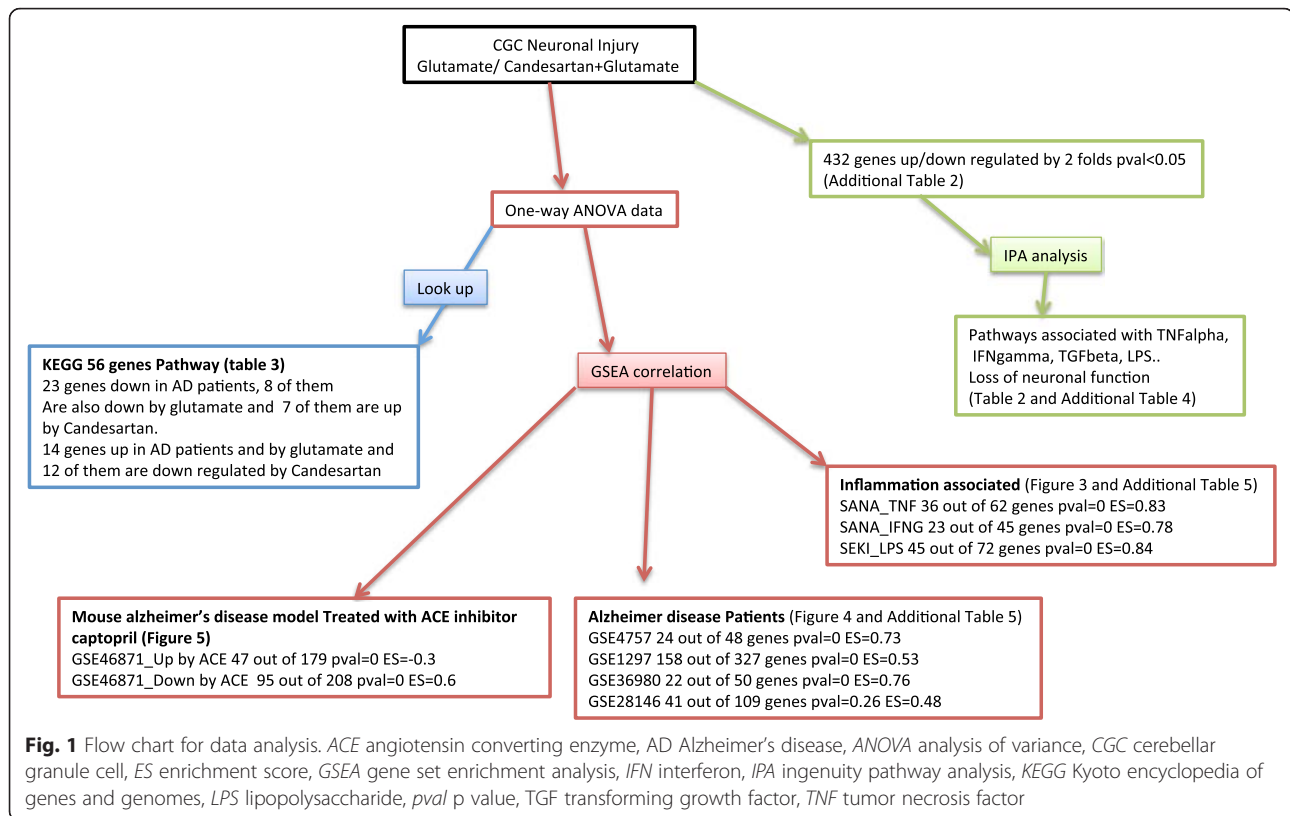 CGC Neuronal Injury
Glutamate/ Candesartan+Glutamate
432 genes up/down regulated by 2 folds pval<0.05
(Additional Table 2)
One-way ANOVA data
IPA analysis
Look up
Pathways associated with TNFalpha,
IFNgamma, TGFbeta, LPS..
Loss of neuronal function
(Table 2 and Additional Table 4)
KEGG 56 genes Pathway (table 3)
23 genes down in AD patients, 8 of them
Are also down by glutamate and 7 of them are up
by Candesartan.
14 genes up in AD patients and by glutamate and
12 of them are down regulated by Candesartan
GSEA correlation
Inflammation associated (Figure 3 and Additional Table 5)
SANA_TNF 36 out of 62 genes pval=0 ES=0.83
SANA_IFNG 23 out of 45 genes pval=0 ES=0.78
SEKI_LPS 45 out of 72 genes pval=0 ES=0.84
Mouse alzheimer's disease model Treated with ACE inhibitor
captopril (Figure 5)
GSE46871_Up by ACE 47 out of 179 pval=0 ES=-0.3
GSE46871_Down by ACE 95 out of 208 pval=0 ES=0.6
Alzheimer disease Patients (Figure 4 and Additional Table 5)
GSE4757 24 out of 48 genes pval=0 ES=0.73
GSE1297 158 out of 327 genes pval=0 ES=0.53
GSE36980 22 out of 50 genes pval=0 ES=0.76
GSE28146 41 out of 109 genes pval=0.26 ES=0.48
Fig. 1 Flow chart for data analysis. ACE angiotensin converting enzyme, AD Alzheimer's disease, ANOVA analysis of variance, CGC cerebellar
granule cell, ES enrichment score, GSEA gene set enrichment analysis, IFN interferon, IPA ingenuity pathway analysis, KEGG Kyoto encyclopedia of
genes and genomes, LPS lipopolysaccharide, pval p value, TGF transforming growth factor, TNF tumor necrosis factor